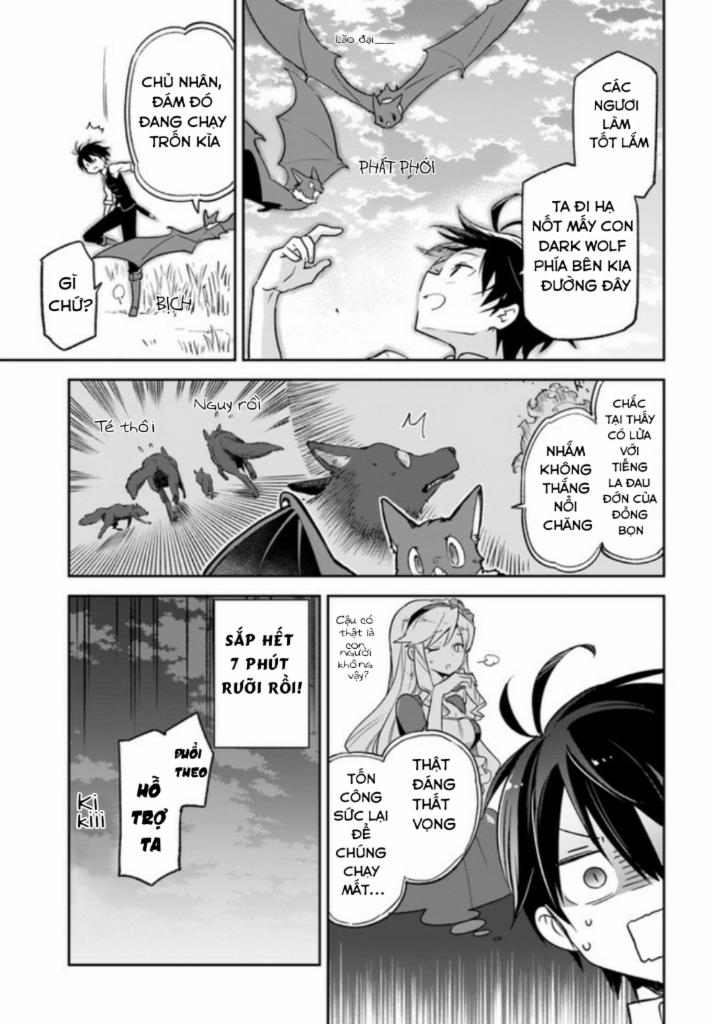 Lão đại__
CÁC
NGƯƠI
LÀM
TỐT LẮM
PHẤT PHỚI
TA ĐI HẠ
NỐT MẤY CON
DARK WOLF
PHÍA BÊN KIA
ĐƯỜNG ĐÂY
CHỦ NHÂN,
ĐÁM ĐÓ
ĐANG CHẠY
TRỐN KÌA
GÌ
CHỨ?
BỊCH
CHẮC
TẠI THẤY
CÓ LỬA
VỚI
TIẾNG
LA ĐAU
ĐỚN CỦA
ĐỒNG
BỌN
NHẮM
KHÔNG
THẮNG
NỔI
CHĂNG
Nguy rồi
Té thôi
Cậu có
thật là
con
người
không
vậy?
THẬT
ĐÁNG
THẤT
VỌNG
TỐN
CÔNG
SỨC LẠI
ĐỂ
CHÚNG
CHẠY
MẤT...
SẮP HẾT
7 PHÚT
RƯỠI RỒI!
ĐUỔI
THEO
HỖ
TRỢ
TA
Ki
kiii